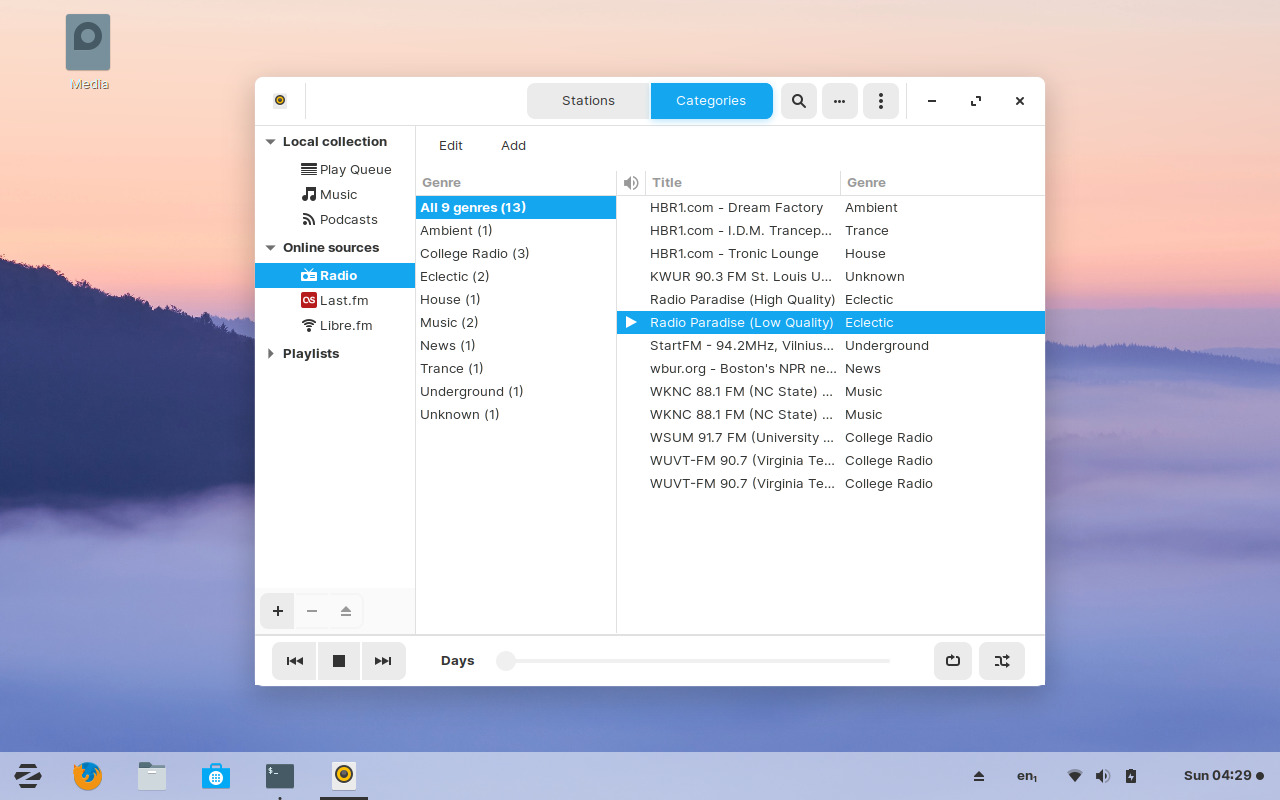 Media
Stations Categories
Local collection
Play Queue
Music
Podcasts
Online sources
Radio
Last.fm
Libre.fm
Playlists
Edit Add
Genre
All 9 genres (13)
Ambient (1)
College Radio (3)
Eclectic (2)
House (1)
Music (2)
News (1)
Trance (1)
Underground (1)
Unknown (1)
Title Genre
HBR1.com - Dream Factory Ambient
HBR1.com - I.D.M. Trancep... Trance
HBR1.com - Tronic Lounge House
KWUR 90.3 FM St. Louis U... Unknown
Radio Paradise (High Quality) Eclectic
Radio Paradise (Low Quality) Eclectic
StartFM - 94.2MHz, Vilnius... Underground
wbur.org - Boston's NPR ne... News
WKNC 88.1 FM (NC State) ... Music
WKNC 88.1 FM (NC State) ... Music
WSUM 91.7 FM (University ... College Radio
WUVT-FM 90.7 (Virginia Te... College Radio
WUVT-FM 90.7 (Virginia Te... College Radio
Days
en₁ Sun 04:29